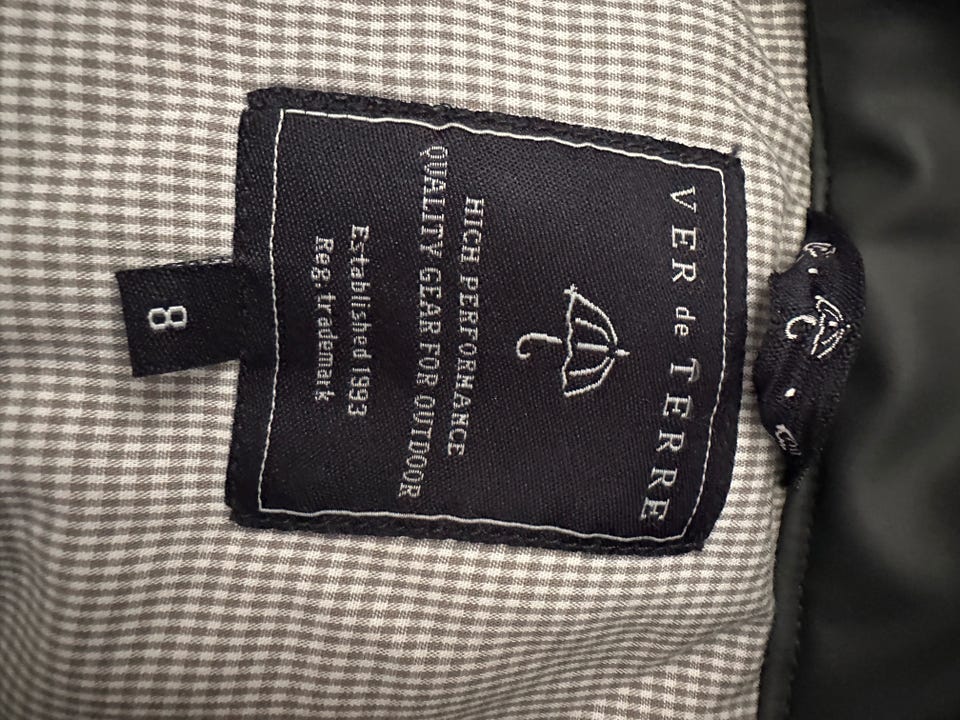 VER de TERRE
HIGH PERFORMANCE
QUALITY GEAR FOR OUTDOOR
Established 1993
Reg. trademark
8